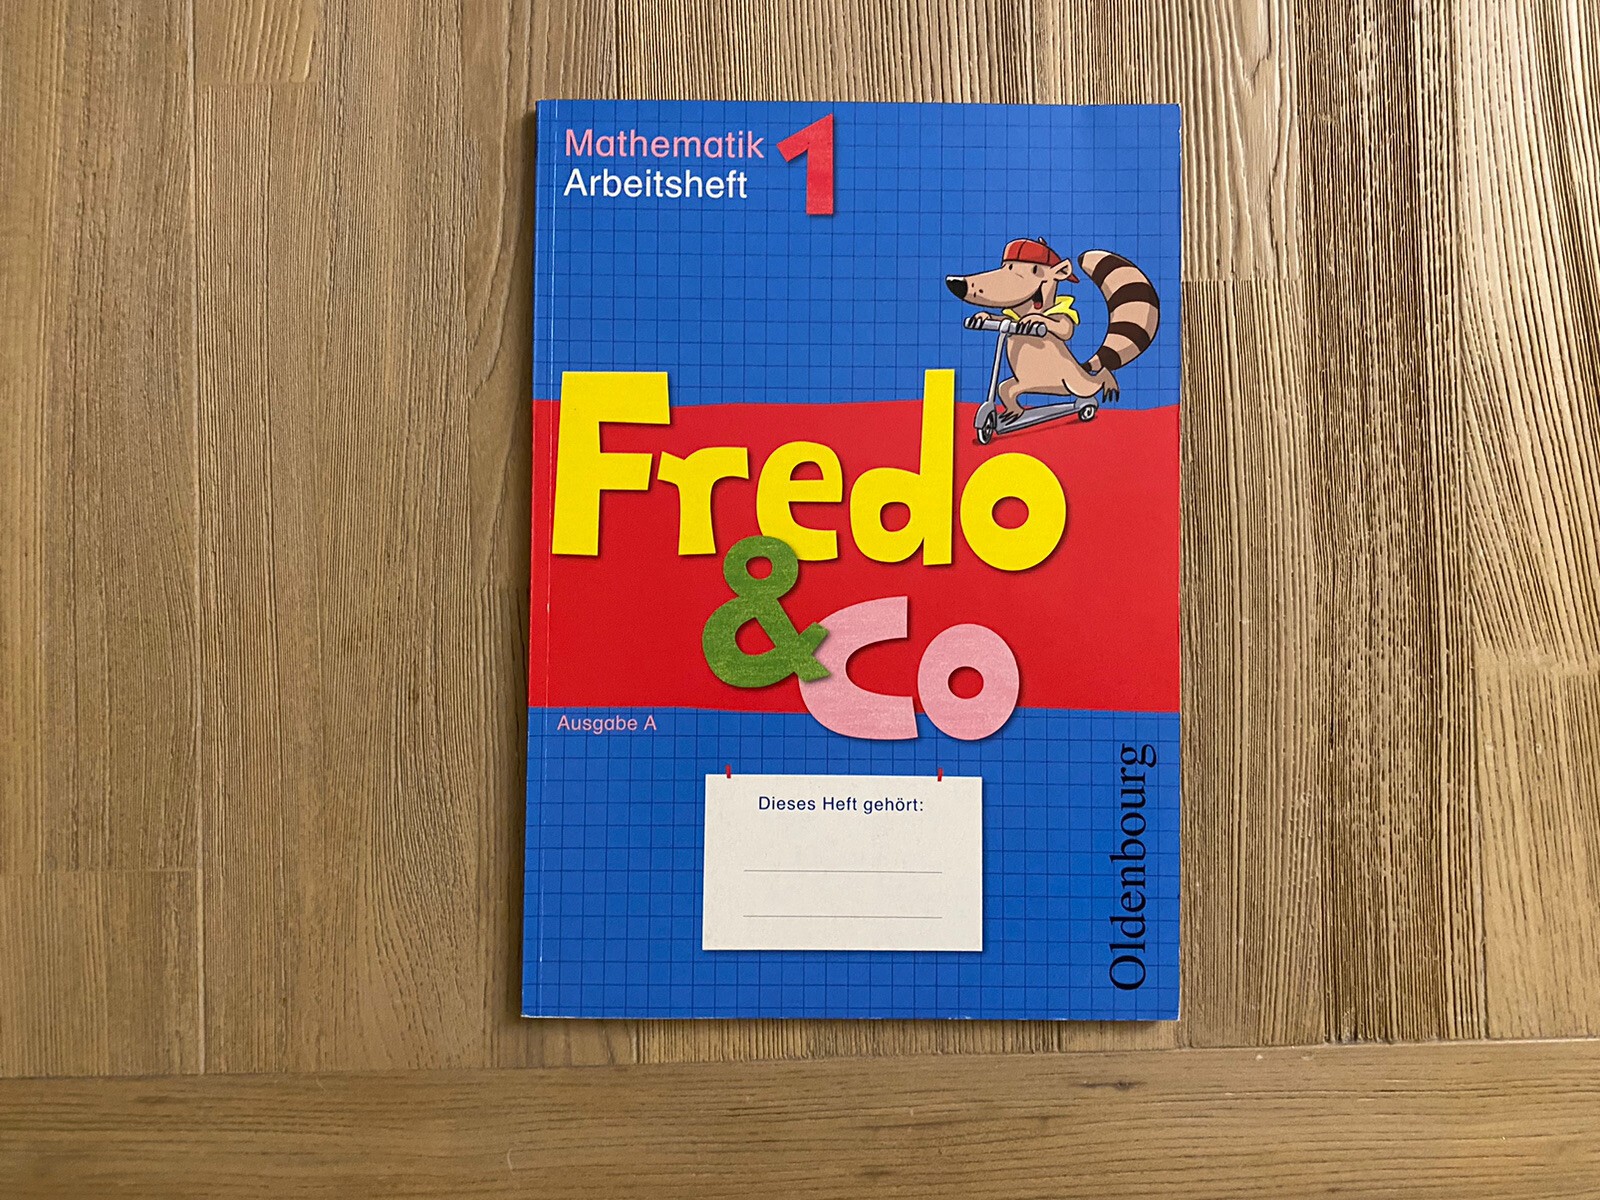 Mathematik 1
Arbeitsheft
Fredo
& Co
Ausgabe A
Dieses Heft gehört:
Oldenbourg